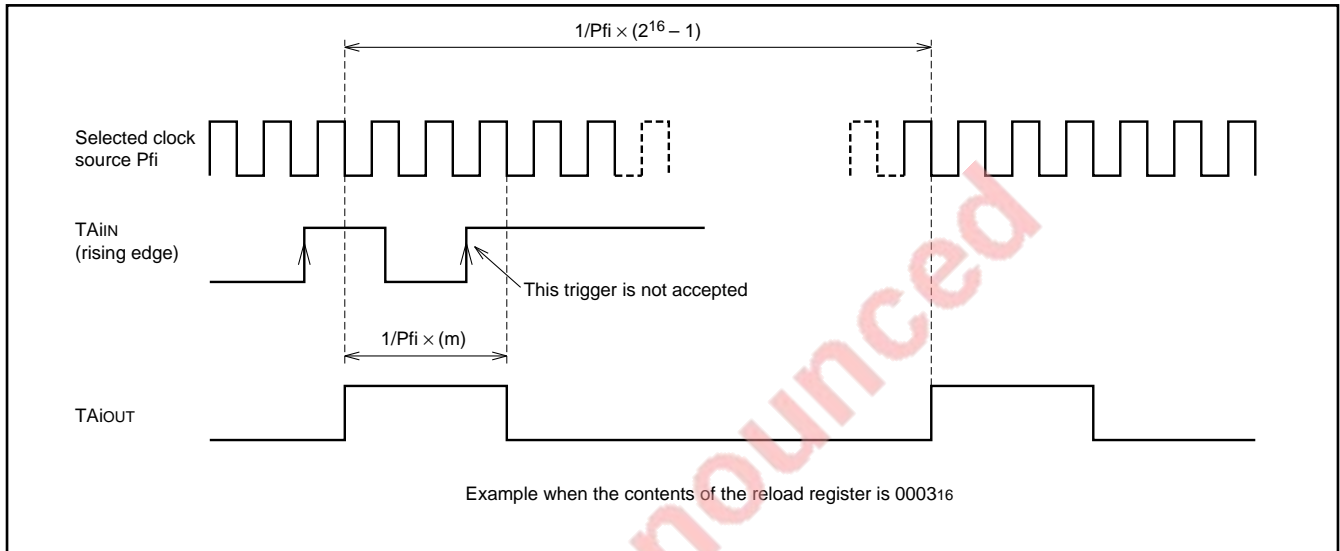 1/Pfi × (2¹⁶ – 1)
Selected clock
source Pfi
TAiIN
(rising edge)
This trigger is not accepted
1/Pfi × (m)
TAiOUT
Example when the contents of the reload register is 0003₁₆
nounced